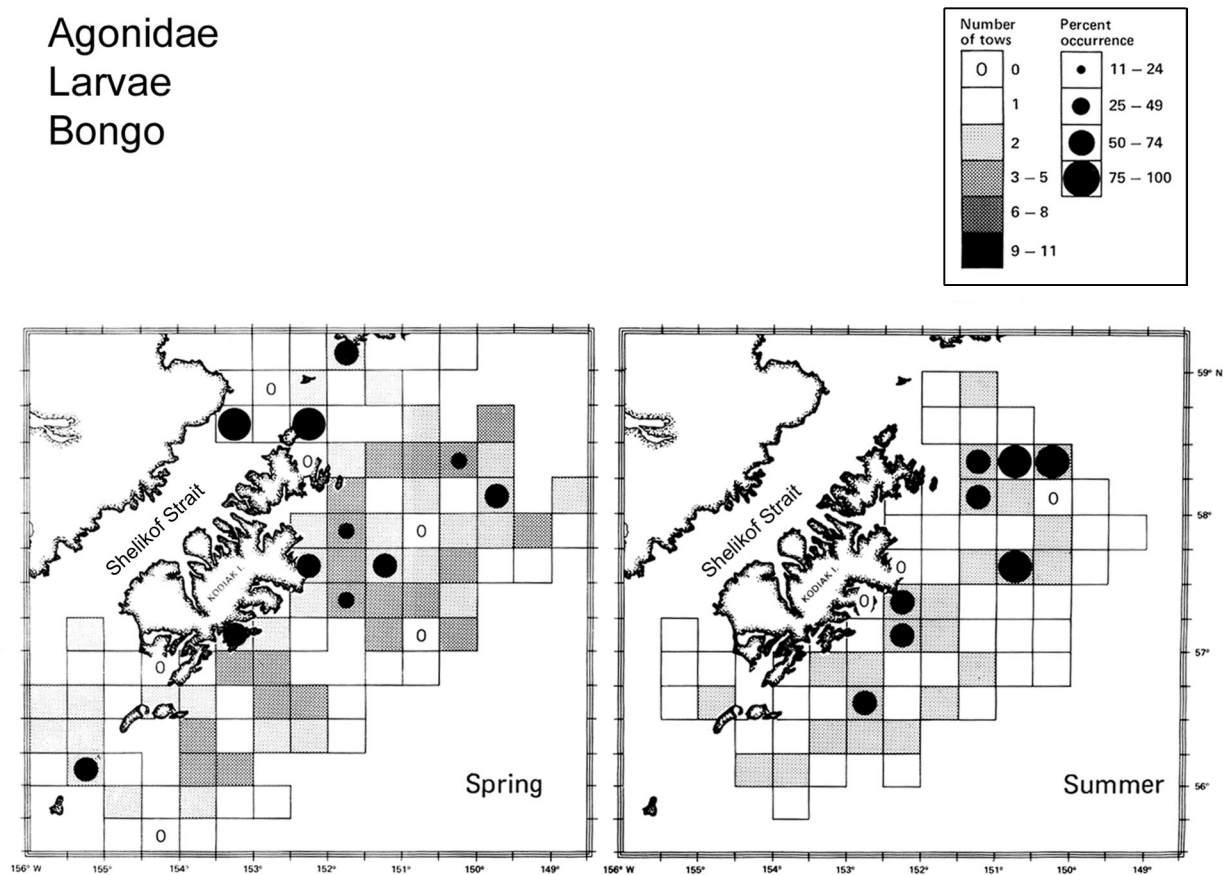 Agonidae
Larvae
Bongo
Number
of tows
Percent
occurrence
0 0
1
2
3 – 5
6 – 8
9 – 11
11 – 24
25 – 49
50 – 74
75 – 100
0
0
Shelikof Strait
0
KODIAK I.
0
0
0
Spring
156° W 155° 154° 153° 152° 151° 150° 149°
59° N
0
Shelikof Strait
58°
0
KODIAK I.
0
57°
Summer
56°
156° W 155° 154° 153° 152° 151° 150° 149°